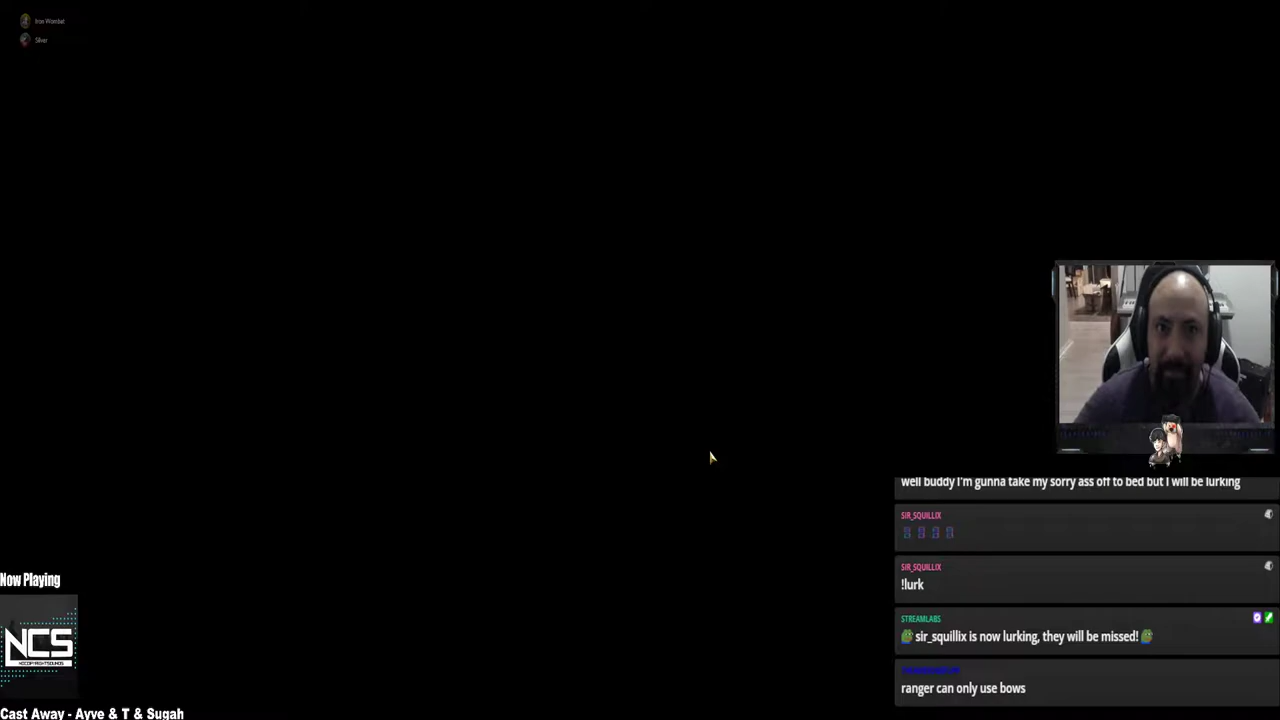 Iron Wombat
Silver
well buddy I'm gunna take my sorry ass off to bed but I will be lurking
SIR_SQUILLIX
SIR_SQUILLIX
!lurk
STREAMLABS
sir_squillix is now lurking, they will be missed!
ranger can only use bows
Now Playing
NCS
NOCOPYRIGHTSOUNDS
Cast Away - Ayve & T & Sugah